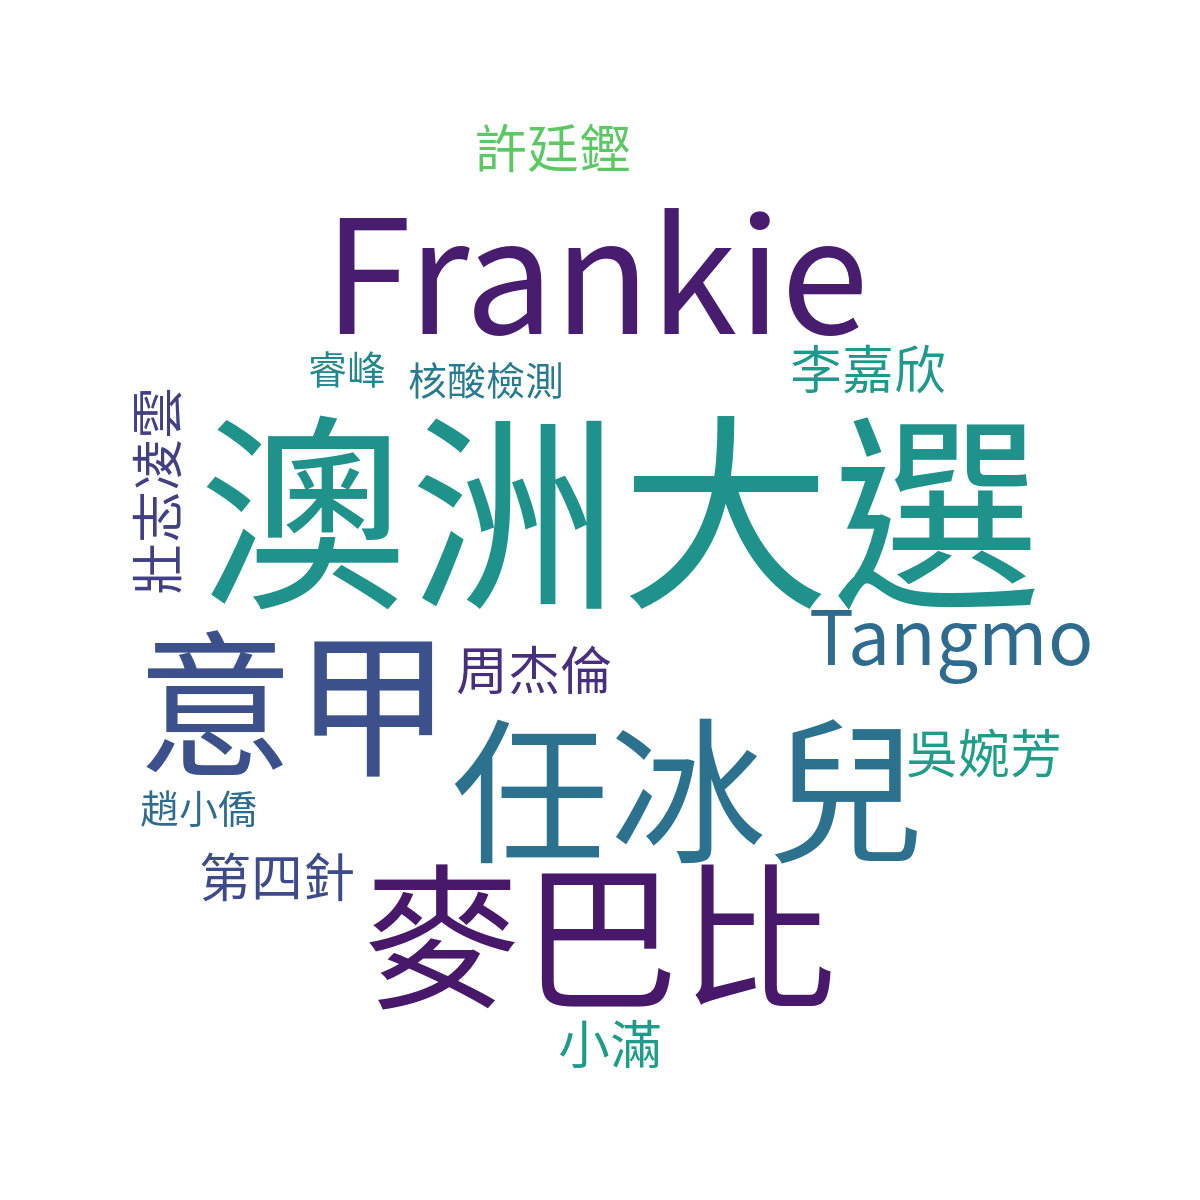 許廷鏗
Frankie
睿峰
核酸檢測
李嘉欣
壯志凌雲
澳洲大選
Tangmo
意甲
周杰倫
任冰兒
吳婉芳
趙小僑
第四針
麥巴比
小滿